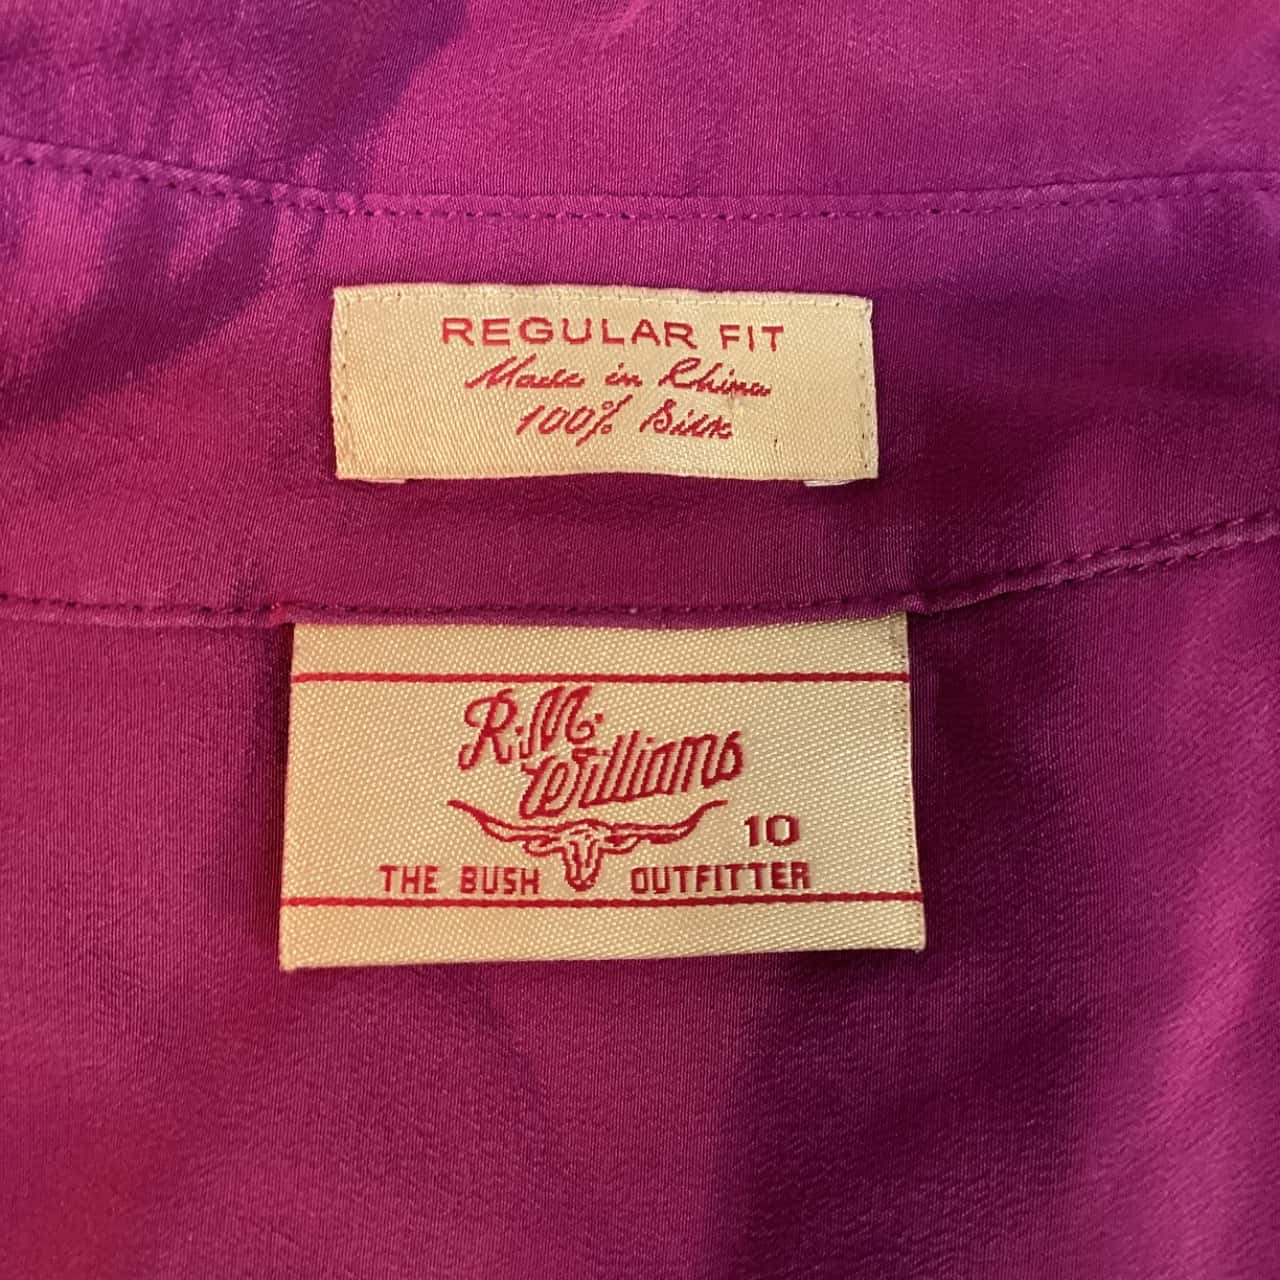 REGULAR FIT
Made in China
100% Silk
R.M.
Williams
10
THE BUSH OUTFITTER